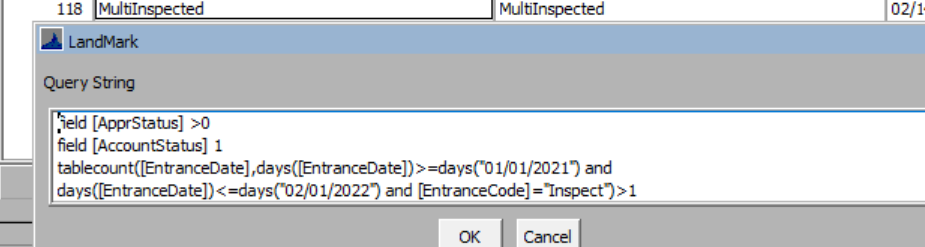 118 MultiInspected MultiInspected 02/1
LandMark
Query String
field [ApprStatus] >0
field [AccountStatus] 1
tablecount([EntranceDate],days([EntranceDate])>=days("01/01/2021") and
days([EntranceDate])<=days("02/01/2022") and [EntranceCode]="Inspect")>1
OK Cancel